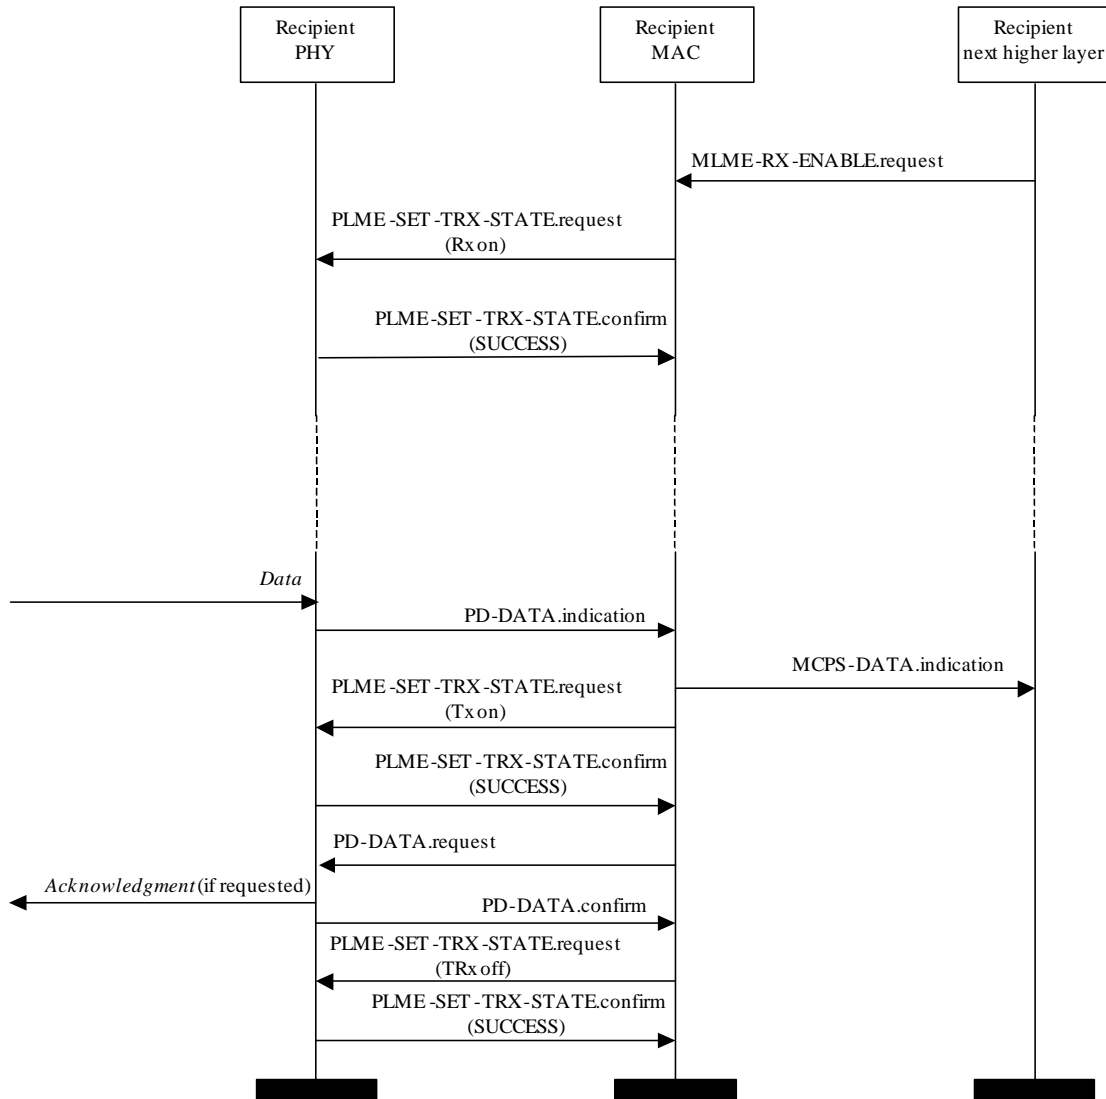 Recipient
PHY
Recipient
MAC
Recipient
next higher layer
MLME-RX-ENABLE.request
PLME-SET-TRX-STATE.request
(Rx on)
PLME-SET-TRX-STATE.confirm
(SUCCESS)
Data
PD-DATA.indication
MCPS-DATA.indication
PLME-SET-TRX-STATE.request
(Tx on)
PLME-SET-TRX-STATE.confirm
(SUCCESS)
PD-DATA.request
Acknowledgment (if requested)
PD-DATA.confirm
PLME-SET-TRX-STATE.request
(TRx off)
PLME-SET-TRX-STATE.confirm
(SUCCESS)